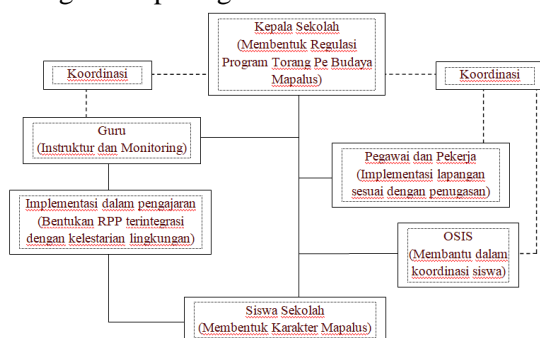 Kepala Sekolah
(Membentuk Regulasi
Program Torang Pe Budaya
Mapalus)
Koordinasi
Koordinasi
Guru
(Instruktur dan Monitoring)
Pegawai dan Pekerja
(Implementasi lapangan
sesuai dengan penugasan)
Implementasi dalam pengajaran
(Bentukan RPP terintegrasi
dengan kelestarian lingkungan)
OSIS
(Membantu dalam
koordinasi siswa)
Siswa Sekolah
(Membentuk Karakter Mapalus)